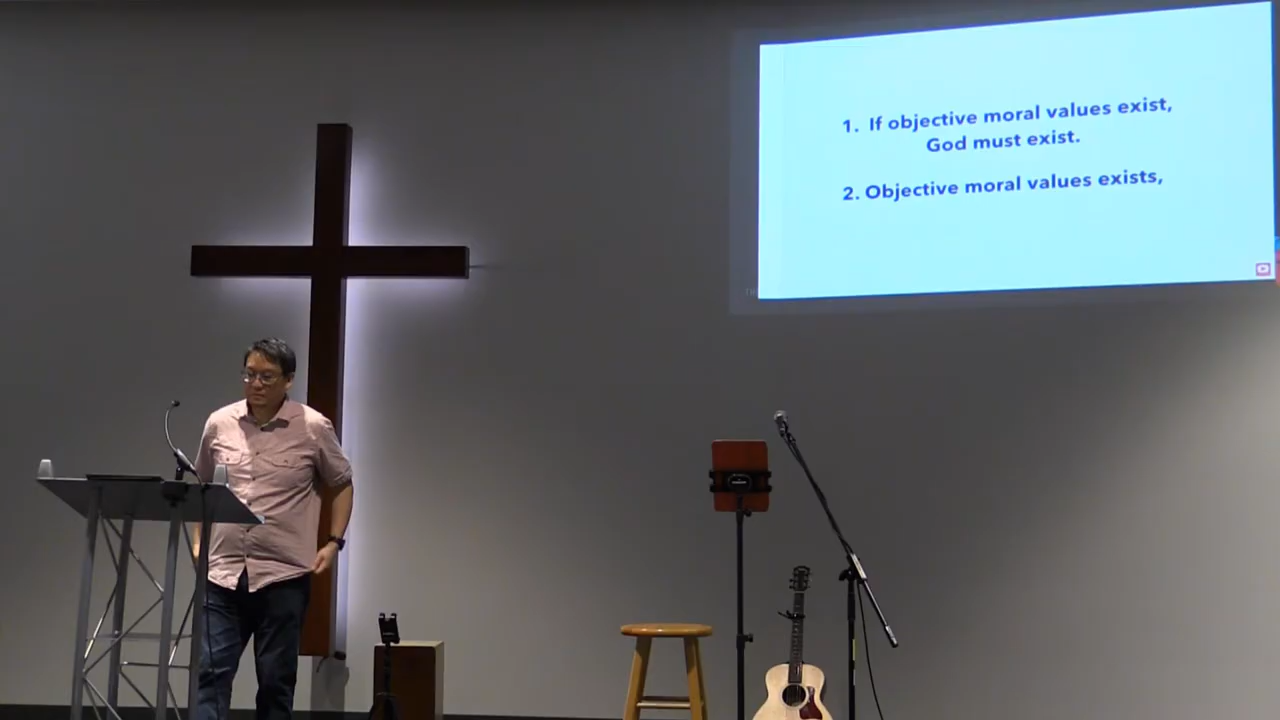 1. If objective moral values exist,
God must exist.
2. Objective moral values exists,